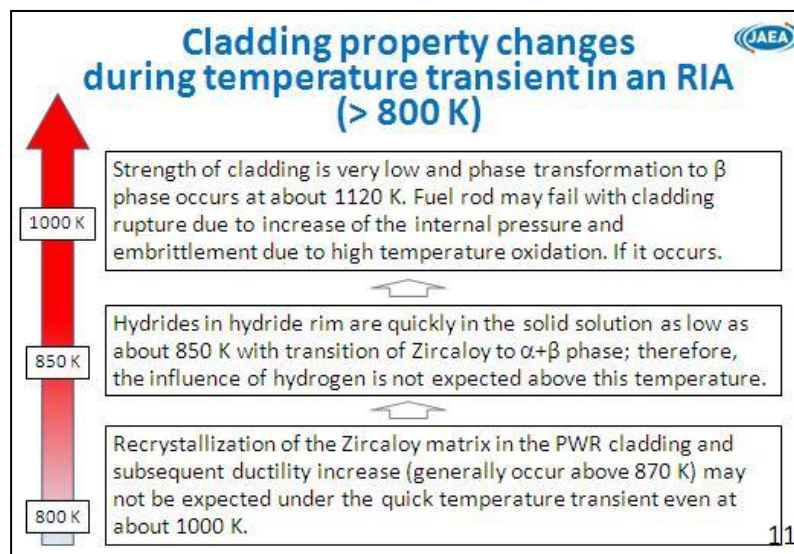 Cladding property changes
during temperature transient in an RIA
(> 800 K)
JAEA
Strength of cladding is very low and phase transformation to β
phase occurs at about 1120 K. Fuel rod may fail with cladding
rupture due to increase of the internal pressure and
embrittlement due to high temperature oxidation. If it occurs.
1000 K
Hydrides in hydride rim are quickly in the solid solution as low as
about 850 K with transition of Zircaloy to α+β phase; therefore,
the influence of hydrogen is not expected above this temperature.
850 K
Recrystallization of the Zircaloy matrix in the PWR cladding and
subsequent ductility increase (generally occur above 870 K) may
not be expected under the quick temperature transient even at
about 1000 K.
800 K
11